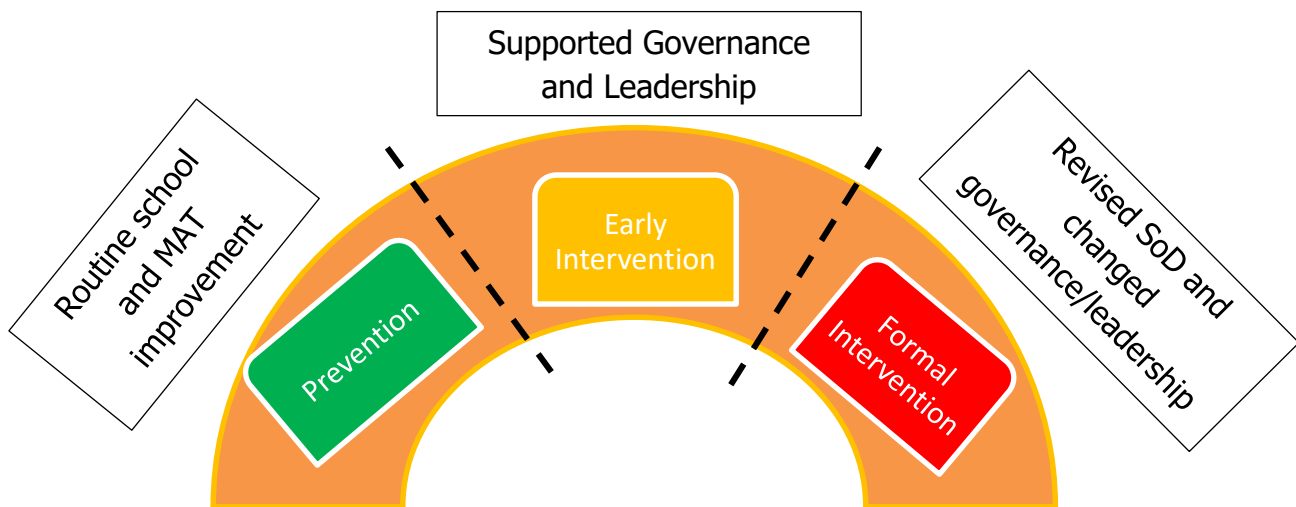 Supported Governance
and Leadership
Routine school
and MAT
improvement
Revised SoD and
changed
governance/leadership
Prevention
Early
Intervention
Formal
Intervention